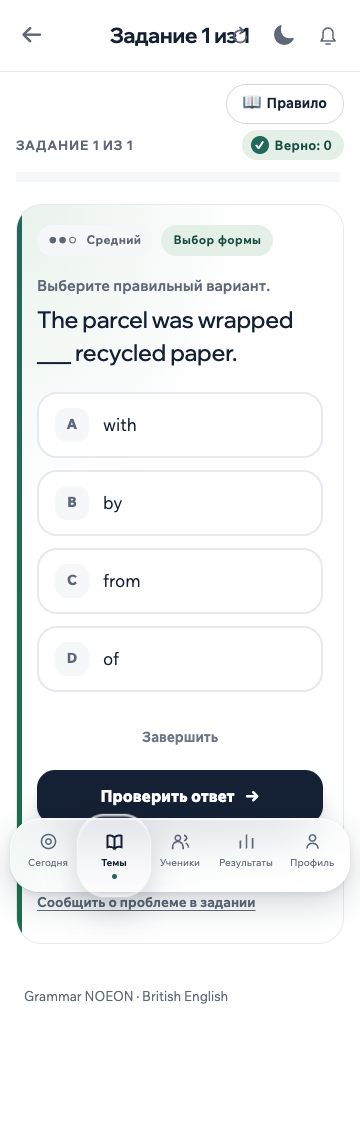 Задание 1 из 1
📖 Правило
ЗАДАНИЕ 1 ИЗ 1
Верно: 0
Средний
Выбор формы
Выберите правильный вариант.
The parcel was wrapped
___ recycled paper.
A with
B by
C from
D of
Завершить
Проверить ответ →
Сегодня
Темы
Ученики
Результаты
Профиль
Сообщить о проблеме в задании
Grammar NOEON · British English